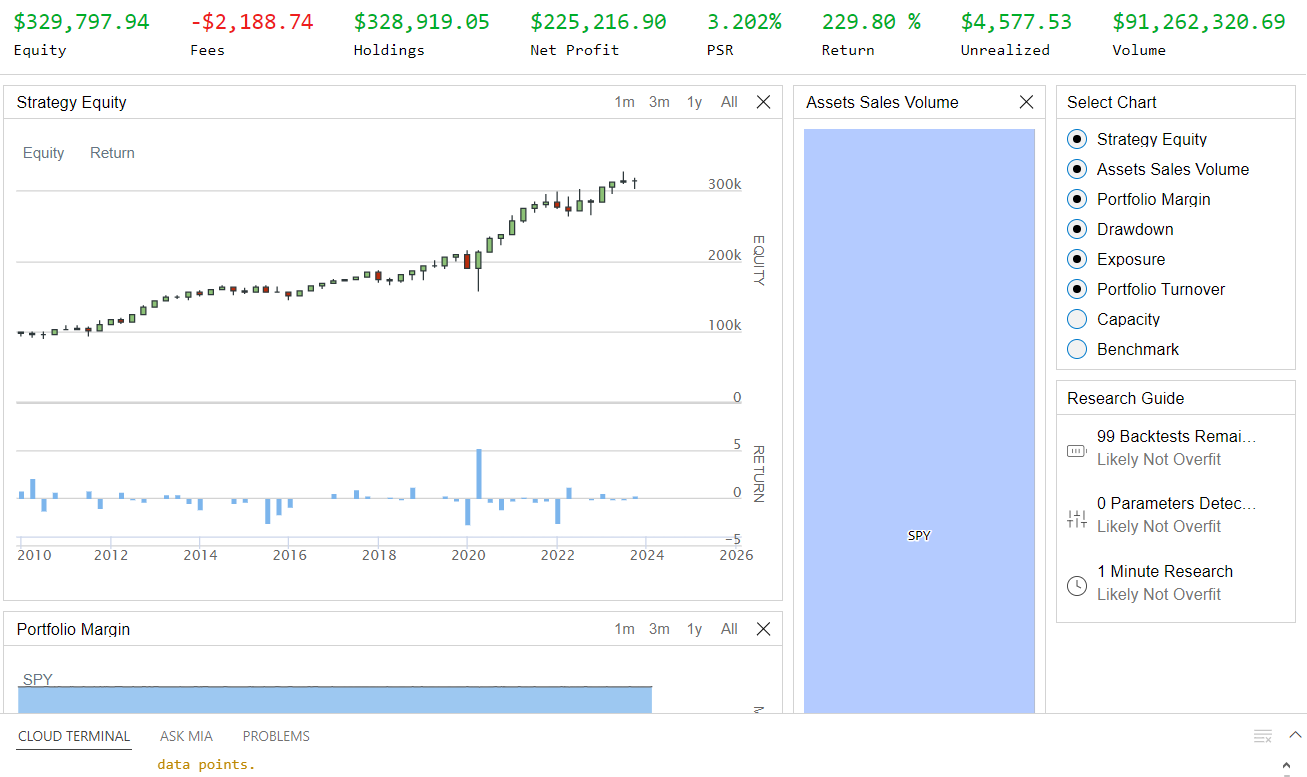 $329,797.94 -$2,188.74 $328,919.05 $225,216.90 3.202% 229.80 % $4,577.53 $91,262,320.69
Equity Fees Holdings Net Profit PSR Return Unrealized Volume
Strategy Equity 1m 3m 1y All
Equity Return
300k
200k
100k
0
EQUITY
5
0
-5
RETURN
2010 2012 2014 2016 2018 2020 2022 2024 2026
Portfolio Margin 1m 3m 1y All
SPY
Assets Sales Volume
SPY
Select Chart
Strategy Equity
Assets Sales Volume
Portfolio Margin
Drawdown
Exposure
Portfolio Turnover
Capacity
Benchmark
Research Guide
99 Backtests Remai…
Likely Not Overfit
0 Parameters Detec…
Likely Not Overfit
1 Minute Research
Likely Not Overfit
CLOUD TERMINAL ASK MIA PROBLEMS
data points.